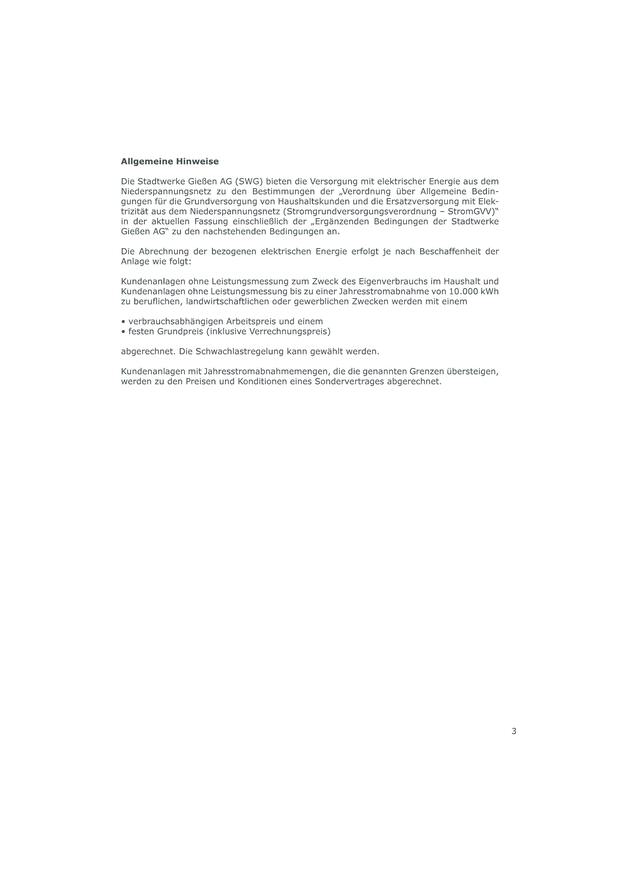 Allgemeine Hinweise
Die Stadtwerke Gießen AG (SWG) bieten die Versorgung mit elektrischer Energie aus dem
Niederspannungsnetz zu den Bestimmungen der „Verordnung über Allgemeine Bedin-
gungen für die Grundversorgung von Haushaltskunden und die Ersatzversorgung mit Elek-
trizität aus dem Niederspannungsnetz (Stromgrundversorgungsverordnung – StromGVV)“
in der aktuellen Fassung einschließlich der „Ergänzenden Bedingungen der Stadtwerke
Gießen AG“ zu den nachstehenden Bedingungen an.
Die Abrechnung der bezogenen elektrischen Energie erfolgt je nach Beschaffenheit der
Anlage wie folgt:
Kundenanlagen ohne Leistungsmessung zum Zweck des Eigenverbrauchs im Haushalt und
Kundenanlagen ohne Leistungsmessung bis zu einer Jahresstromabnahme von 10.000 kWh
zu beruflichen, landwirtschaftlichen oder gewerblichen Zwecken werden mit einem
• verbrauchsabhängigen Arbeitspreis und einem
• festen Grundpreis (inklusive Verrechnungspreis)
abgerechnet. Die Schwachlastregelung kann gewählt werden.
Kundenanlagen mit Jahresstromabnahmemengen, die die genannten Grenzen übersteigen,
werden zu den Preisen und Konditionen eines Sondervertrages abgerechnet.
3